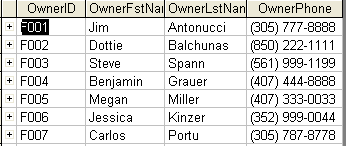 OwnerID OwnerFstNar OwnerLstNan OwnerPhone
+ F001 Jim Antonucci (305) 777-8888
+ F002 Dottie Balchunas (850) 222-1111
+ F003 Steve Spann (561) 999-1199
+ F004 Benjamin Grauer (407) 444-8888
+ F005 Megan Miller (407) 333-0033
+ F006 Jessica Kinzer (352) 999-0044
+ F007 Carlos Portu (305) 787-8778